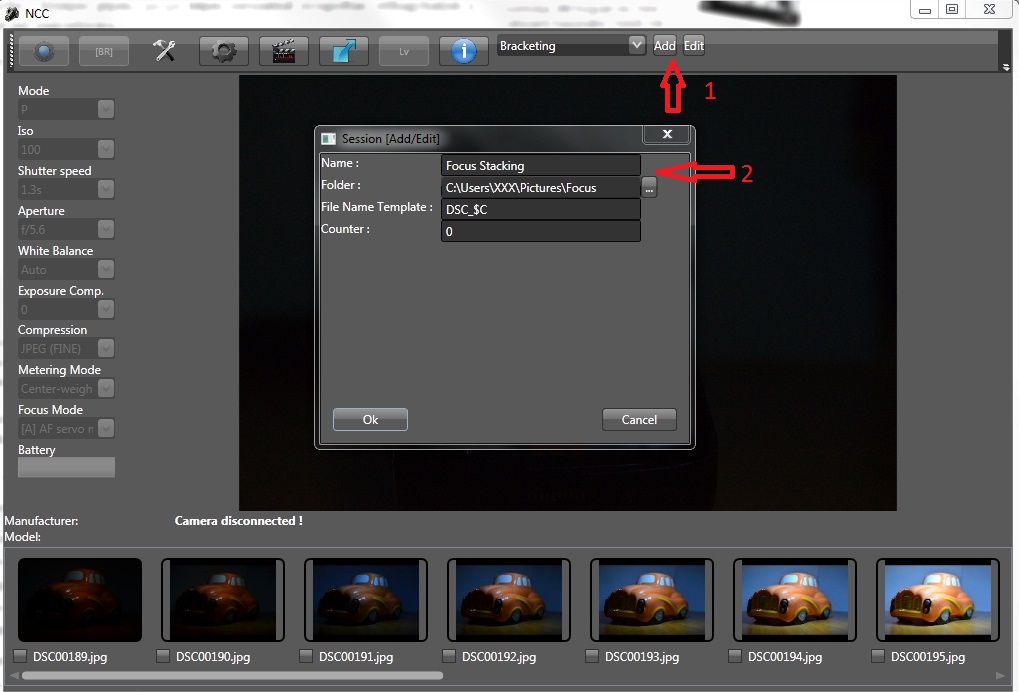 NCC
[BR]
Lv
Bracketing
Add
Edit
1
Mode
P
Iso
100
Shutter speed
1.3s
Aperture
f/5.6
White Balance
Auto
Exposure Comp.
0
Compression
JPEG (FINE)
Metering Mode
Center-weigh
Focus Mode
[A] AF servo m
Battery
Session [Add/Edit]
Name :
Focus Stacking
2
Folder :
C:\Users\XXX\Pictures\Focus
...
File Name Template :
DSC_$C
Counter :
0
Ok
Cancel
Manufacturer:
Camera disconnected !
Model:
DSC00189.jpg
DSC00190.jpg
DSC00191.jpg
DSC00192.jpg
DSC00193.jpg
DSC00194.jpg
DSC00195.jpg